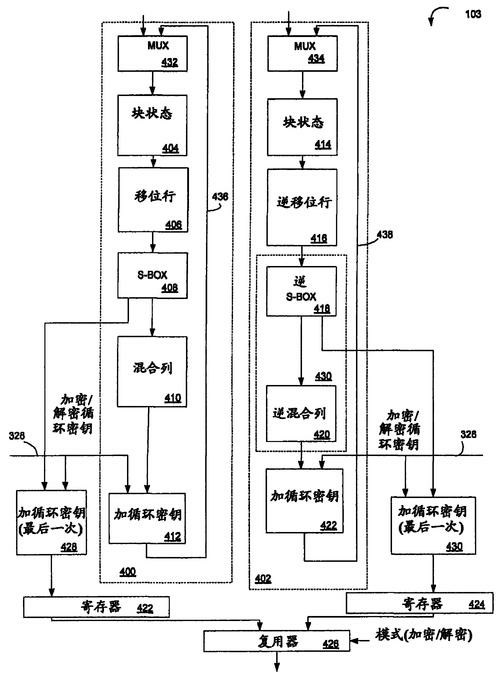 103
MUX
432
MUX
434
块状态
404
块状态
414
移位行
406
逆移位行
416
436
438
S-BOX
408
逆
S-BOX
418
混合列
410
430
逆混合列
420
加密/
解密循
环密钥
加密/
解密循
环密钥
328
328
加循环密钥
(最后一次)
428
加循环密钥
412
加循环密钥
422
加循环密钥
(最后一次)
430
400
402
寄存器
422
寄存器
424
复用器
426
模式(加密/解密)